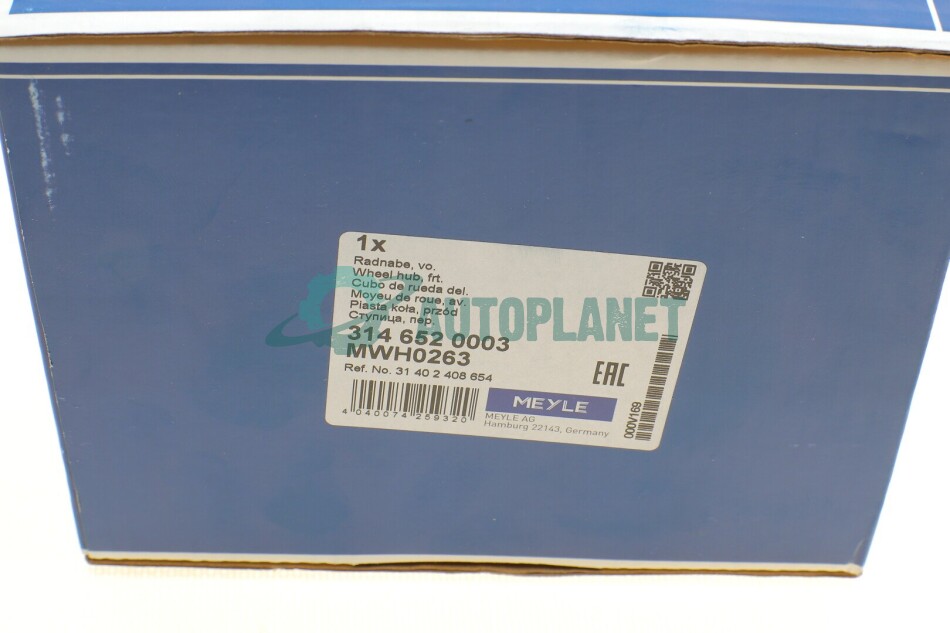 1x
Radnabe, vo.
Wheel hub, frt.
Cubo de rueda del.
Moyeu de roue, av.
Piasta koła, przód
Ступица, пер.
AUTOPLANET
314 652 0003
MWH0263
Ref. No. 31 40 2 408 654
EAC
MEYLE
4 040074 259320
MEYLE AG
Hamburg 22143, Germany
000V169